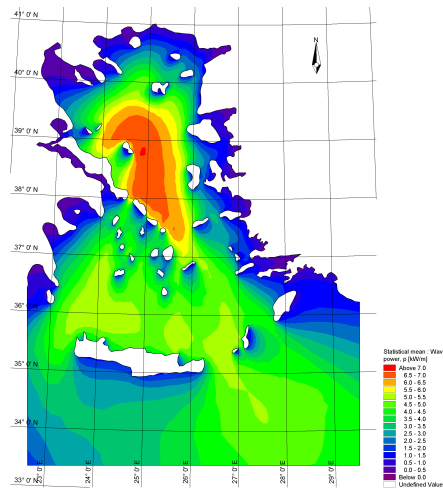 41° 0' N
N
40° 0' N
39° 0' N
38° 0' N
37° 0' N
36° 0' N
35° 0' N
34° 0' N
33° 0' N
23° 0' E
24° 0' E
25° 0' E
26° 0' E
27° 0' E
28° 0' E
29° 0' E
Statistical mean : Wav
power, p [kW/m]
Above 7.0
6.5 - 7.0
6.0 - 6.5
5.5 - 6.0
5.0 - 5.5
4.5 - 5.0
4.0 - 4.5
3.5 - 4.0
3.0 - 3.5
2.5 - 3.0
2.0 - 2.5
1.5 - 2.0
1.0 - 1.5
0.5 - 1.0
0.0 - 0.5
Below 0.0
Undefined Value